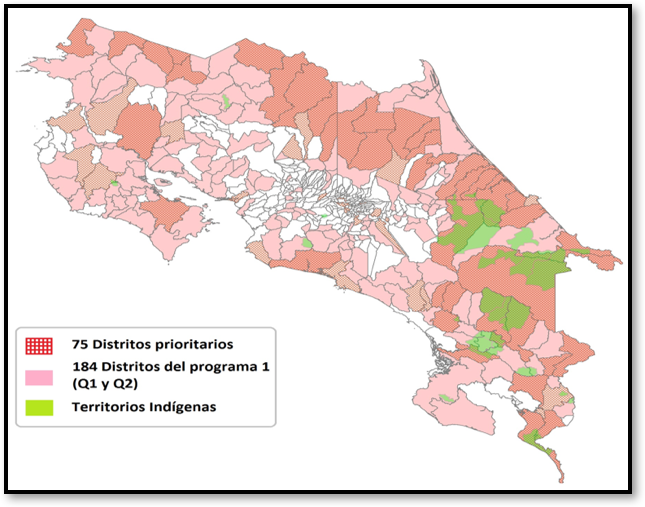 75 Distritos prioritarios
184 Distritos del programa 1
(Q1 y Q2)
Territorios Indígenas